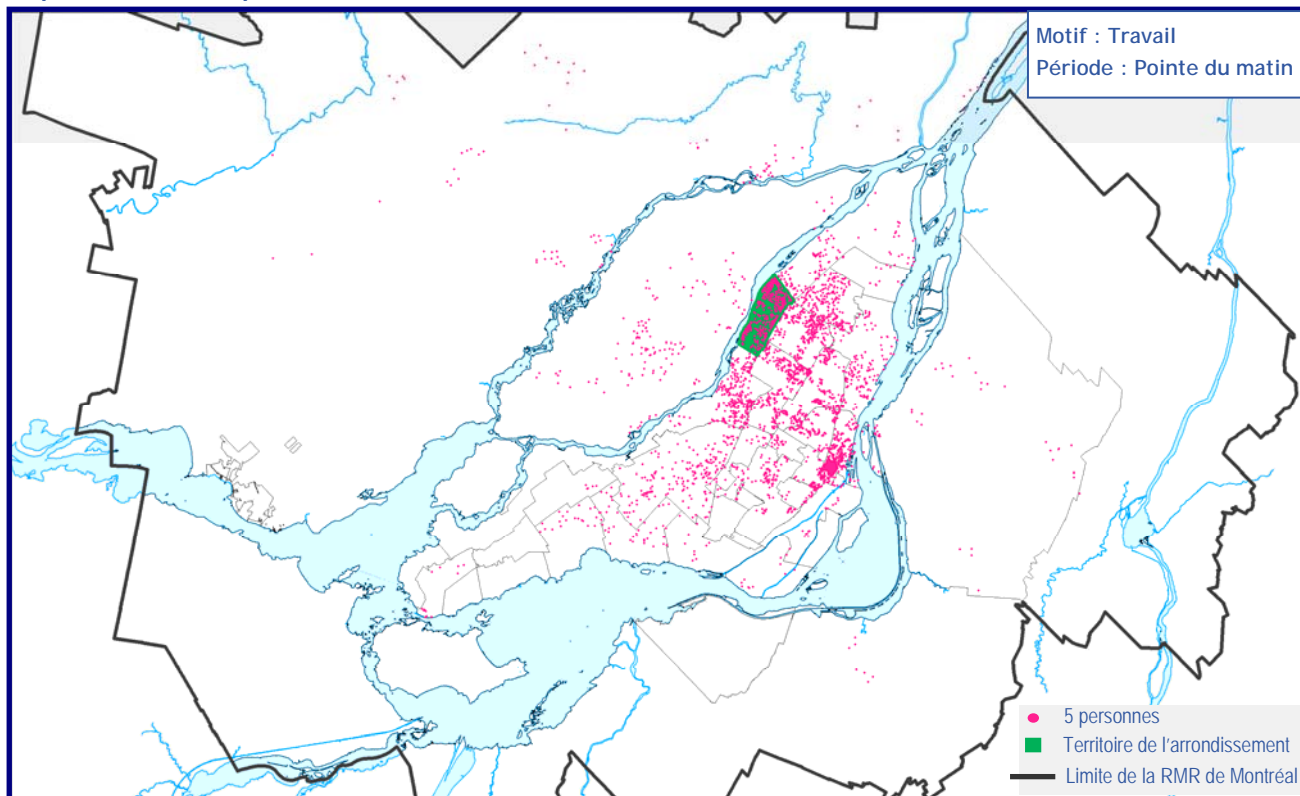 Motif : Travail
Période : Pointe du matin
5 personnes
Territoire de l'arrondissement
Limite de la RMR de Montréal